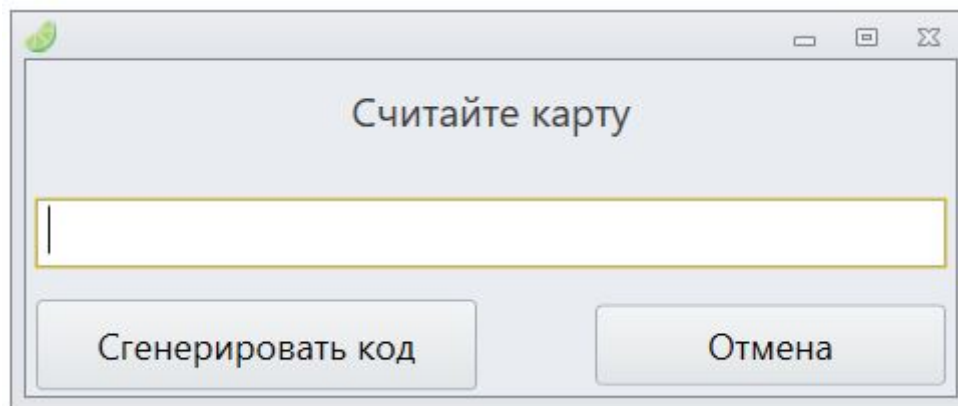 Считайте карту
Сгенерировать код
Отмена